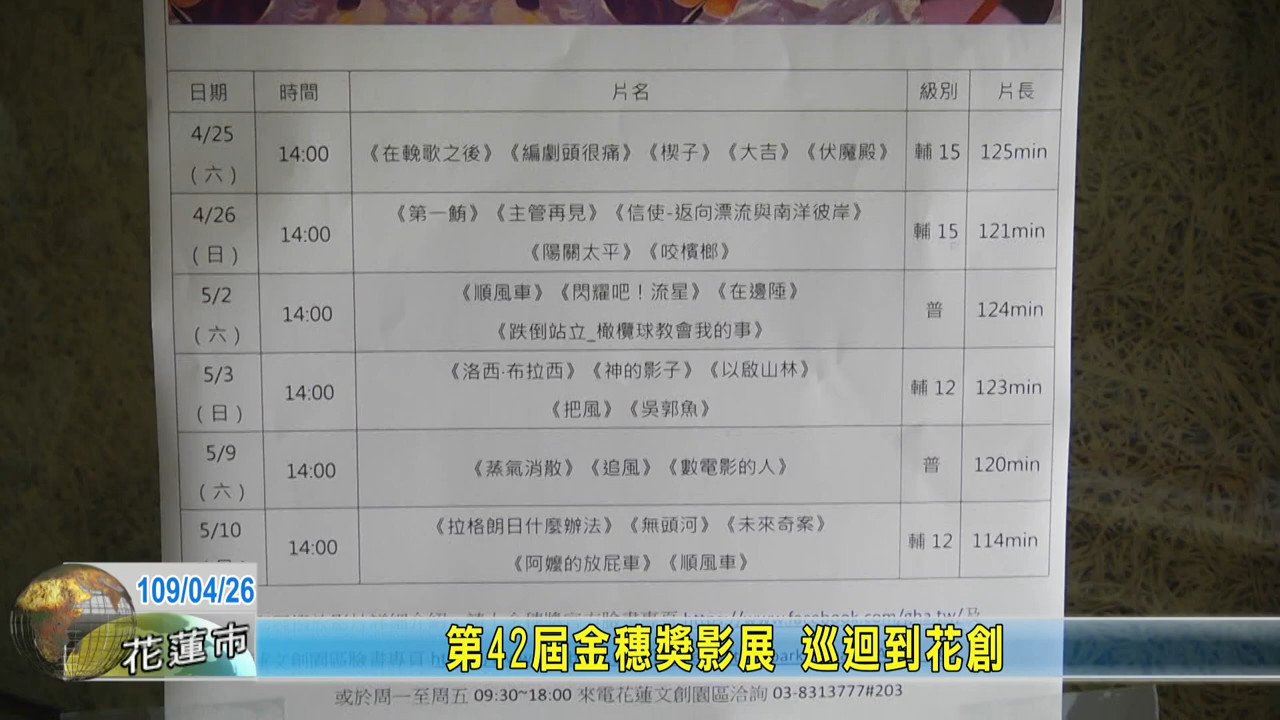 日期 時間 片名 級別 片長
4/25
(六)
14:00
《在輓歌之後》《編劇頭很痛》《楔子》《大吉》《伏魔殿》
輔 15
125min
4/26
(日)
14:00
《第一鮪》《主管再見》《信使-返向漂流與南洋彼岸》
《陽關太平》《咬檳榔》
輔 15
121min
5/2
(六)
14:00
《順風車》《閃耀吧！流星》《在邊陲》
《跌倒站立_橄欖球教會我的事》
普
124min
5/3
(日)
14:00
《洛西·布拉西》《神的影子》《以啟山林》
《把風》《吳郭魚》
輔 12
123min
5/9
(六)
14:00
《蒸氣消散》《追風》《數電影的人》
普
120min
5/10
14:00
《拉格朗日什麼辦法》《無頭河》《未來奇案》
《阿嬤的放屁車》《順風車》
輔 12
114min
109/04/26
花蓮市
第42屆金穗獎影展 巡迴到花創
文創園區臉書專頁
或於周一至周五 09:30~18:00 來電花蓮文創園區洽詢 03-8313777#203